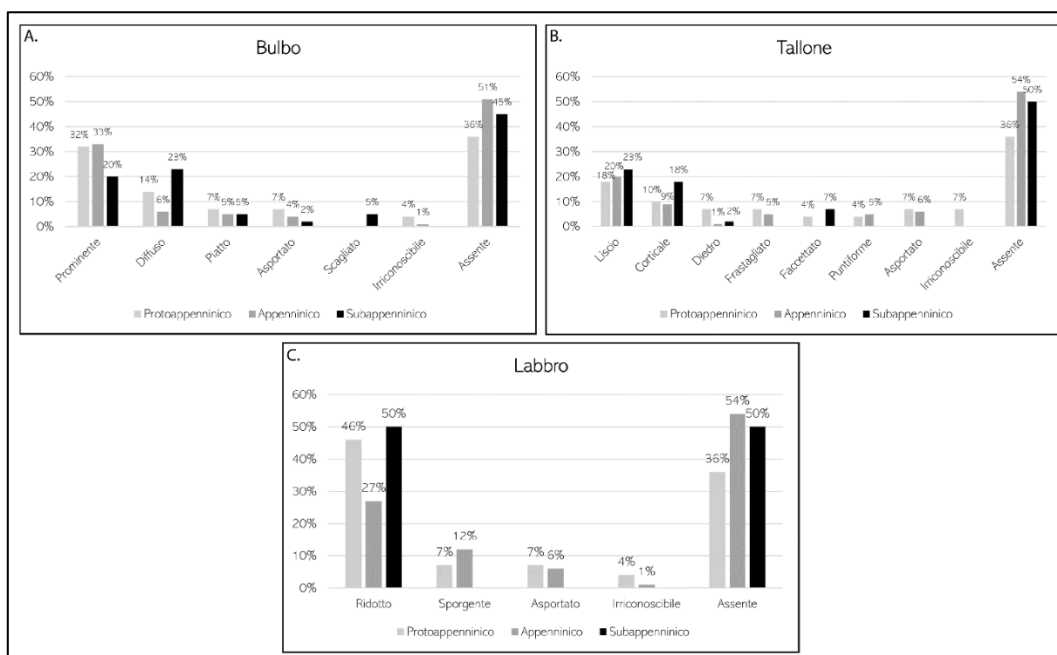 A.
Bulbo
60%
50%
40%
30%
20%
10%
0%
32% 33% 20%
14% 6% 23%
7% 5% 5%
7% 4% 2%
5%
4% 1%
36% 51% 45%
Prominente Diffuso Piatto Asportato Scagliato Irriconoscibile Assente
Protoappenninico Appenninico Subappenninico
B.
Tallone
60%
50%
40%
30%
20%
10%
0%
18% 20% 23%
10% 9% 18%
7% 1% 2%
7% 5%
4% 7%
4% 5%
7% 6%
7%
36% 54% 50%
Liscio Corticale Diedro Frastagliato Faccettato Puntiforme Asportato Irriconoscibile Assente
Protoappenninico Appenninico Subappenninico
C.
Labbro
60%
50%
40%
30%
20%
10%
0%
46% 27% 50%
7% 12%
7% 6%
4% 1%
36% 54% 50%
Ridotto Sporgente Asportato Irriconoscibile Assente
Protoappenninico Appenninico Subappenninico